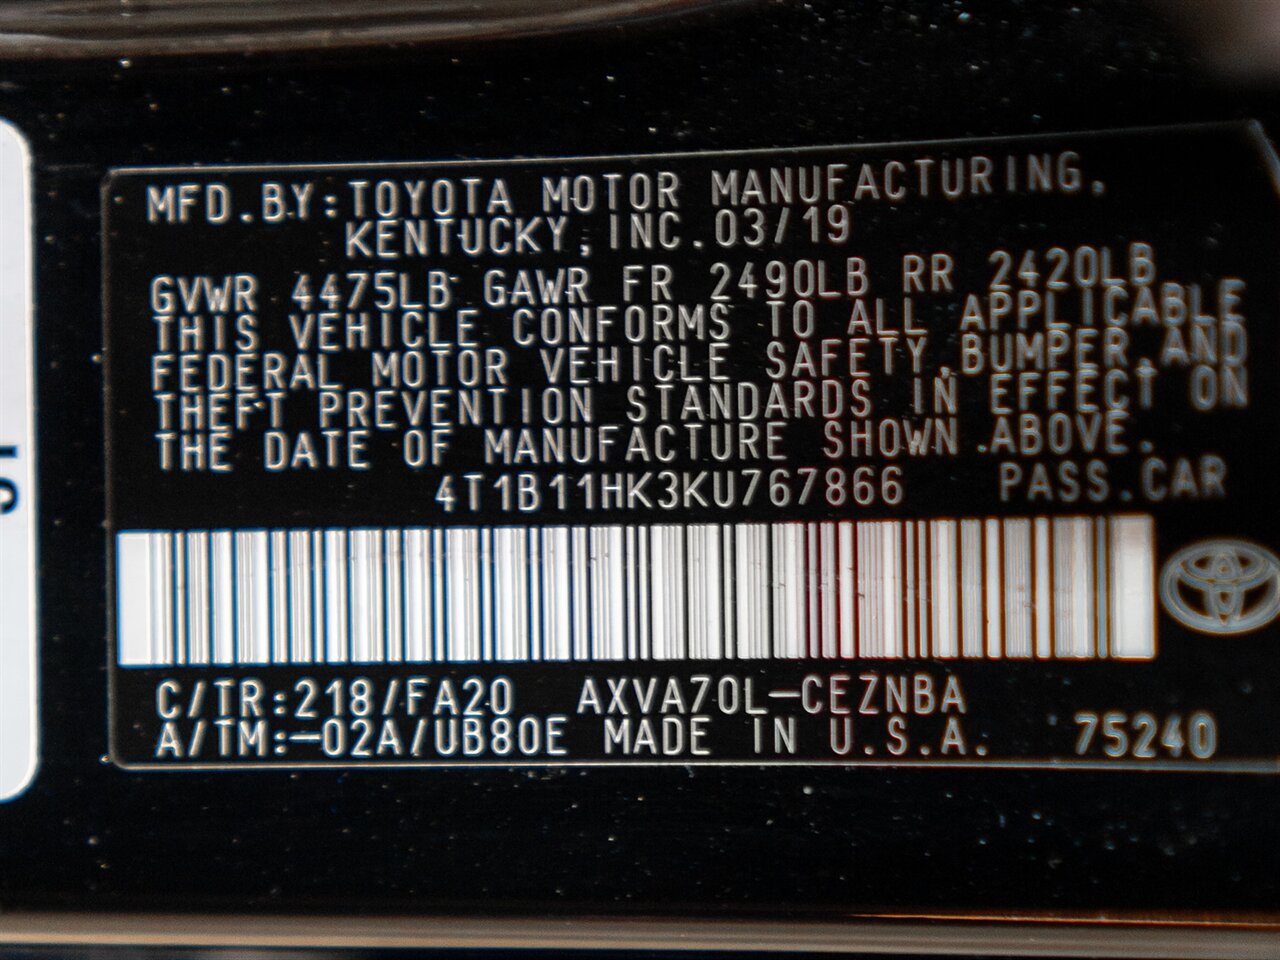 MFD.BY:TOYOTA MOTOR MANUFACTURING,
KENTUCKY, INC. 03/19
GVWR 4475LB GAWR FR 2490LB RR 2420LB
THIS VEHICLE CONFORMS TO ALL APPLICABLE
FEDERAL MOTOR VEHICLE SAFETY,BUMPER,AND
THEFT PREVENTION STANDARDS IN EFFECT ON
THE DATE OF MANUFACTURE SHOWN ABOVE.
4T1B11HK3KU767866 PASS.CAR
C/TR:218/FA20 AXVA70L-CEZNBA
A/TM:-02A/UB80E MADE IN U.S.A. 75240